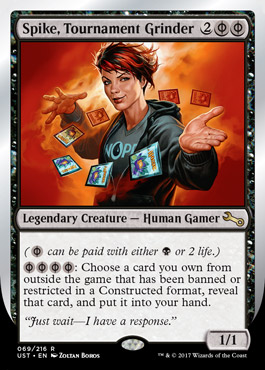 Spike, Tournament Grinder 2
NOPE
Legendary Creature — Human Gamer
( can be paid with either or 2 life.)
: Choose a card you own from
outside the game that has been banned or
restricted in a Constructed format, reveal
that card, and put it into your hand.
"Just wait—I have a response."
1/1
069/216 R
UST • EN Zoltan Boros
™ & © 2017 Wizards of the Coast